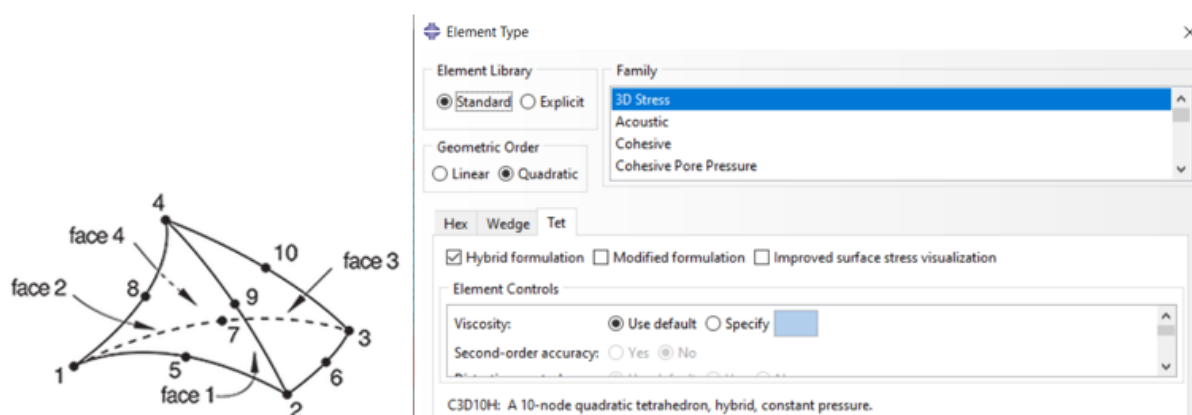 4
face 4
10
face 3
face 2
8
9
7
3
1
5
6
face 1
2
Element Type
Element Library
Standard Explicit
Geometric Order
Linear Quadratic
Family
3D Stress
Acoustic
Cohesive
Cohesive Pore Pressure
Hex Wedge Tet
Hybrid formulation Modified formulation Improved surface stress visualization
Element Controls
Viscosity: Use default Specify
Second-order accuracy: Yes No
C3D10H: A 10-node quadratic tetrahedron, hybrid, constant pressure.